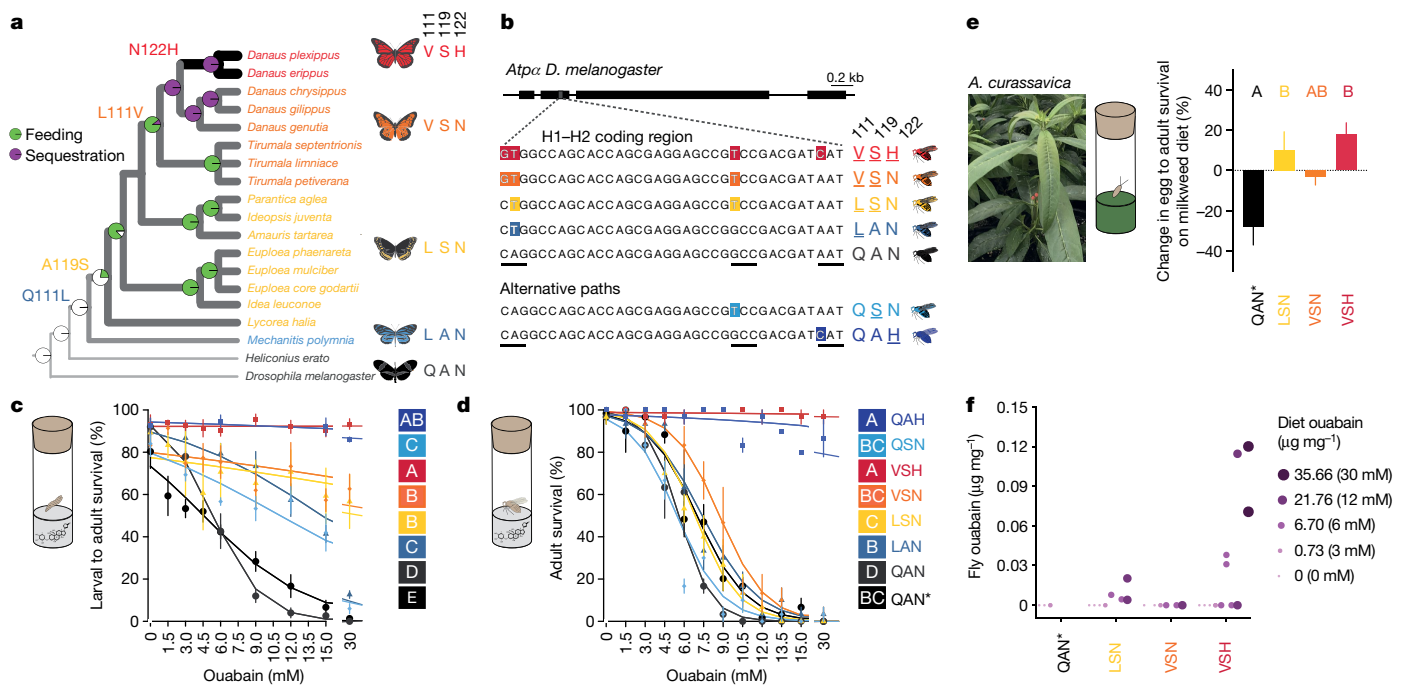 a
111
119
122
N122H
Danaus plexippus
V S H
Danaus erippus
Danaus chrysippus
Danaus gilippus
L111V
Danaus genutia
V S N
Feeding
Sequestration
Tirumala septentrionis
Tirumala limniace
Tirumala petiverana
Parantica aglea
Ideopsis juventa
Amauris tartarea
Euploea phaenareta
L S N
A119S
Euploea mulciber
Euploea core godartii
Q111L
Idea leuconoe
Lycorea halia
Mechanitis polymnia
L A N
Heliconius erato
Drosophila melanogaster
Q A N
b
Atpα D. melanogaster
0.2 kb
H1–H2 coding region
111
119
122
GTGGCCAGCACCAGCGAGGAGCCGTCCGACGATCAT V S H
GTGGCCAGCACCAGCGAGGAGCCGTCCGACGATAAT V S N
CTGGCCAGCACCAGCGAGGAGCCGTCCGACGATAAT L S N
CTGGCCAGCACCAGCGAGGAGCCGGCCGACGATAAT L A N
CAGGCCAGCACCAGCGAGGAGCCGGCCGACGATAAT Q A N
Alternative paths
CAGGCCAGCACCAGCGAGGAGCCGTCCGACGATAAT Q S N
CAGGCCAGCACCAGCGAGGAGCCGGCCGACGATCAT Q A H
e
A. curassavica
Change in egg to adult survival
on milkweed diet (%)
40
20
0
–20
–40
A
B
AB
B
QAN*
LSN
VSN
VSH
c
Larval to adult survival (%)
100
80
60
40
20
0
0
1.5
3.0
4.5
6.0
7.5
9.0
10.5
12.0
13.5
15.0
30
Ouabain (mM)
AB
C
A
B
B
C
D
E
d
Adult survival (%)
100
80
60
40
20
0
0
1.5
3.0
4.5
6.0
7.5
9.0
10.5
12.0
13.5
15.0
30
Ouabain (mM)
A QAH
BC QSN
A VSH
BC VSN
C LSN
B LAN
D QAN
BC QAN*
f
Fly ouabain (µg mg⁻¹)
0.15
0.12
0.09
0.06
0.03
0
QAN*
LSN
VSN
VSH
Diet ouabain
(µg mg⁻¹)
35.66 (30 mM)
21.76 (12 mM)
6.70 (6 mM)
0.73 (3 mM)
0 (0 mM)